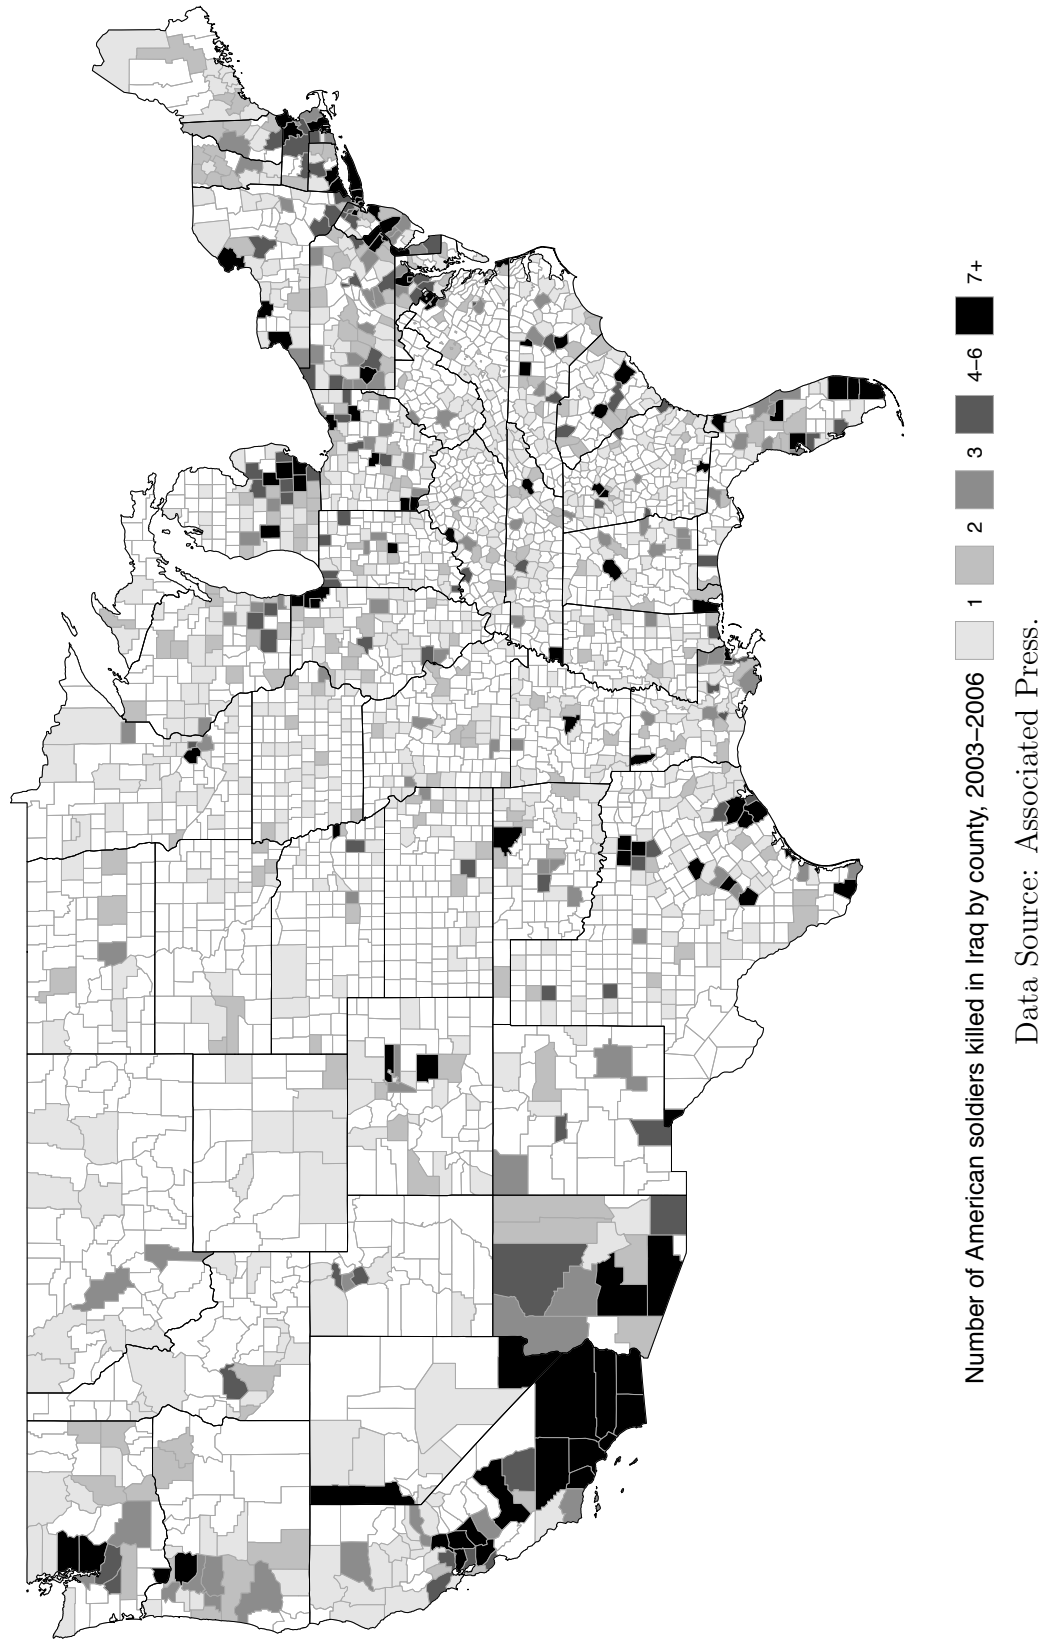 Number of American soldiers killed in Iraq by county, 2003–2006 1 2 3 4–6 7+
Data Source: Associated Press.